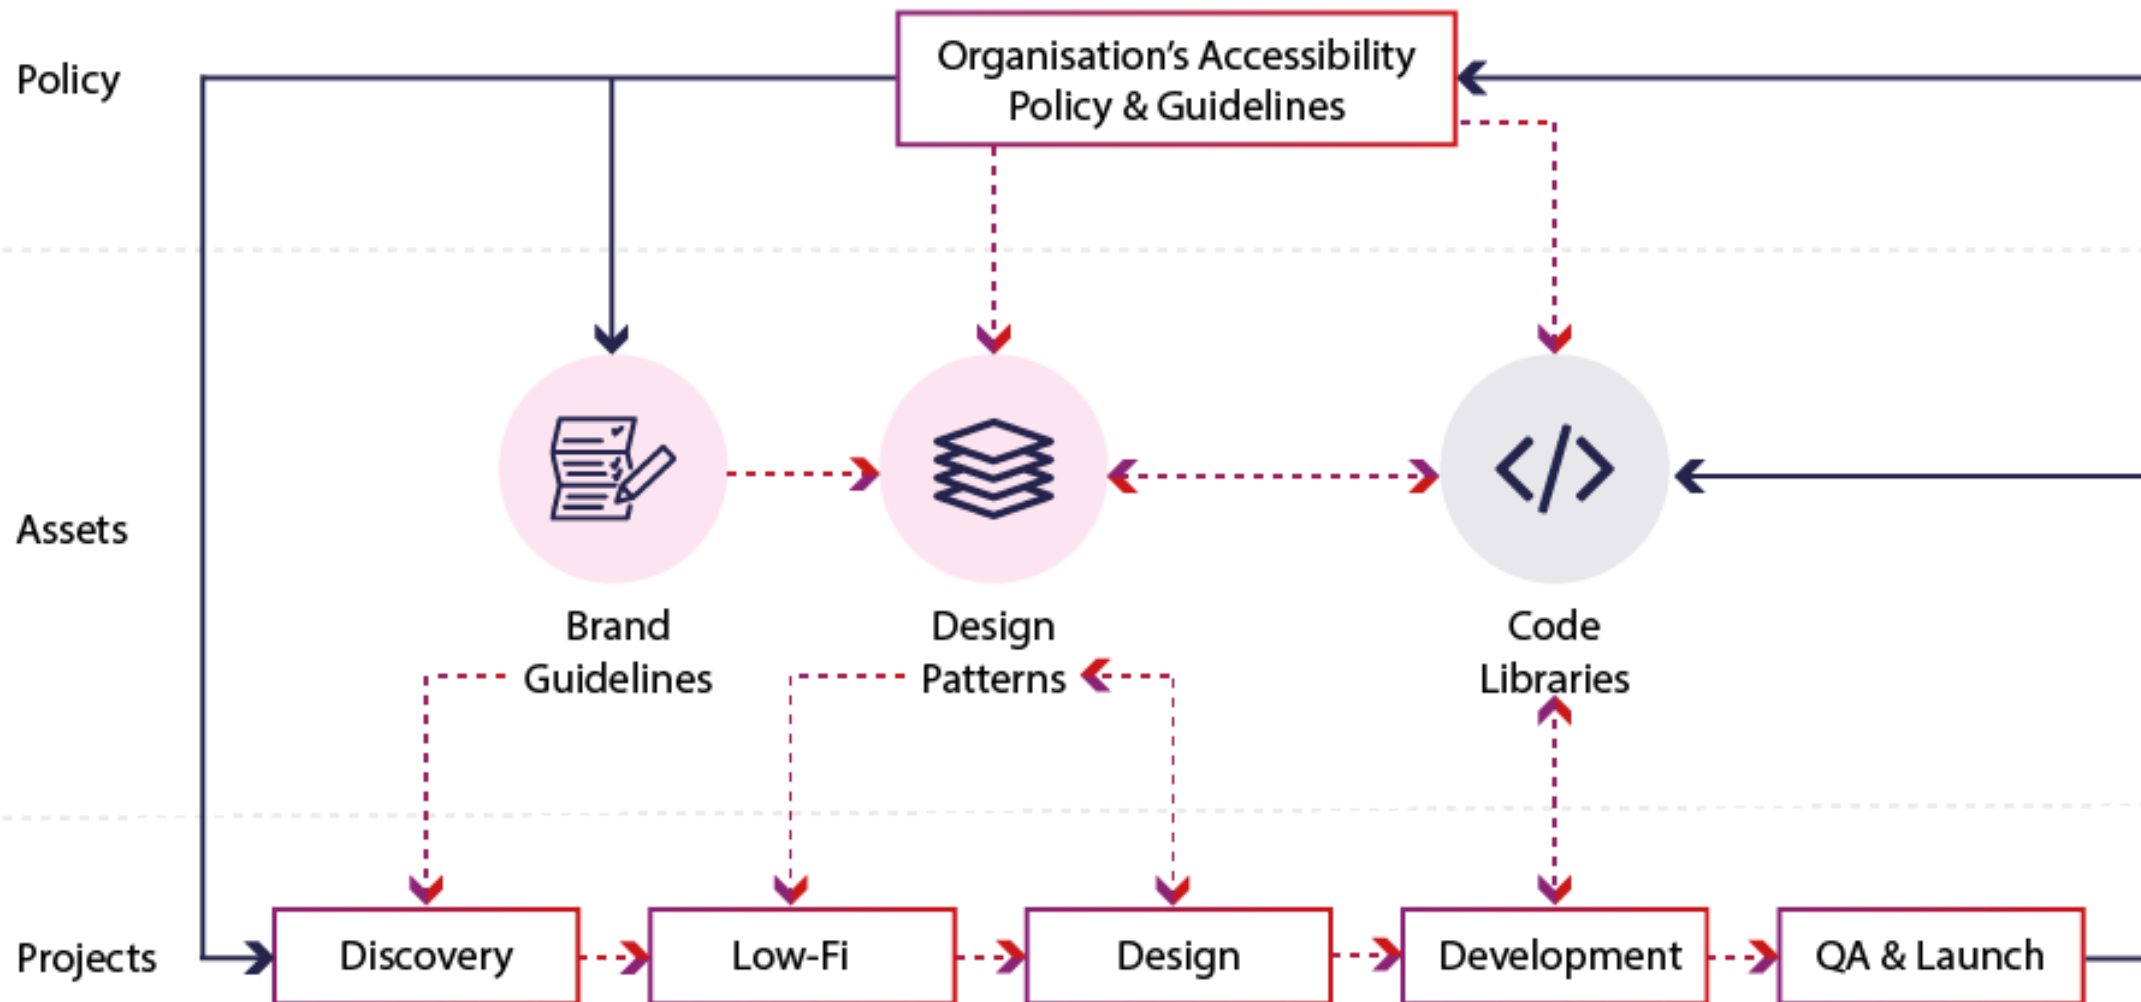 Policy
Organisation's Accessibility
Policy & Guidelines
Assets
Brand
Guidelines
Design
Patterns
Code
Libraries
Projects
Discovery
Low-Fi
Design
Development
QA & Launch